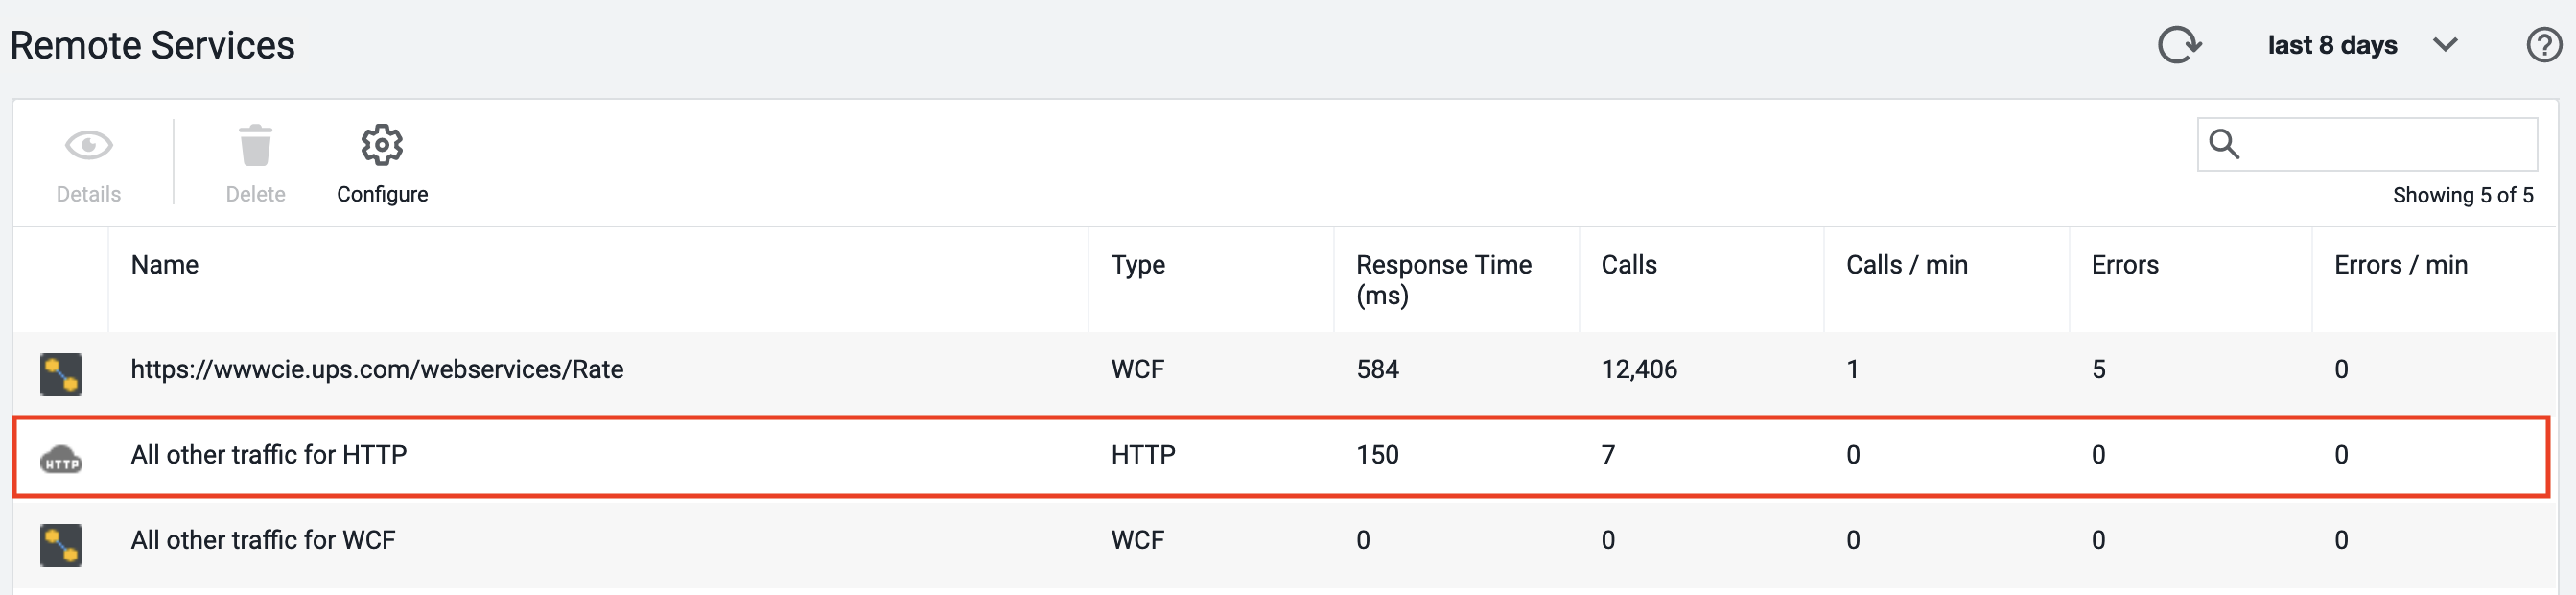 Remote Services
last 8 days
Details
Delete
Configure
Showing 5 of 5
Name Type Response Time (ms) Calls Calls / min Errors Errors / min
https://wwwcie.ups.com/webservices/Rate WCF 584 12,406 1 5 0
HTTP All other traffic for HTTP HTTP 150 7 0 0 0
All other traffic for WCF WCF 0 0 0 0 0